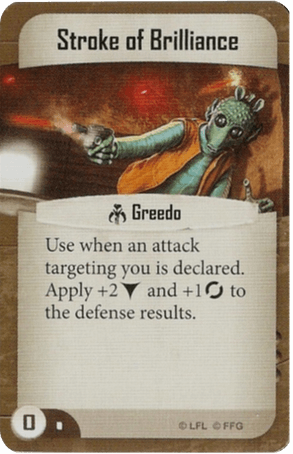 Stroke of Brilliance
Greedo
Use when an attack
targeting you is declared.
Apply +2 and +1 to
the defense results.
0
© LFL © FFG